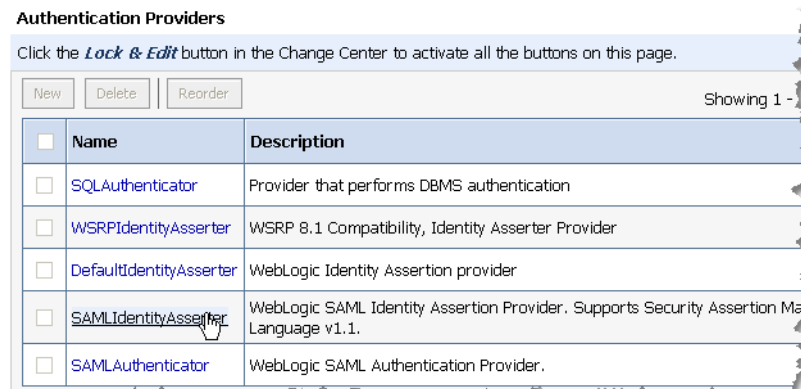 Authentication Providers
Click the Lock & Edit button in the Change Center to activate all the buttons on this page.
New Delete Reorder Showing 1 -
Name Description
SQLAuthenticator Provider that performs DBMS authentication
WSRPIdentityAsserter WSRP 8.1 Compatibility, Identity Asserter Provider
DefaultIdentityAsserter WebLogic Identity Assertion provider
SAMLIdentityAsserter WebLogic SAML Identity Assertion Provider. Supports Security Assertion Ma
Language v1.1.
SAMLAuthenticator WebLogic SAML Authentication Provider.